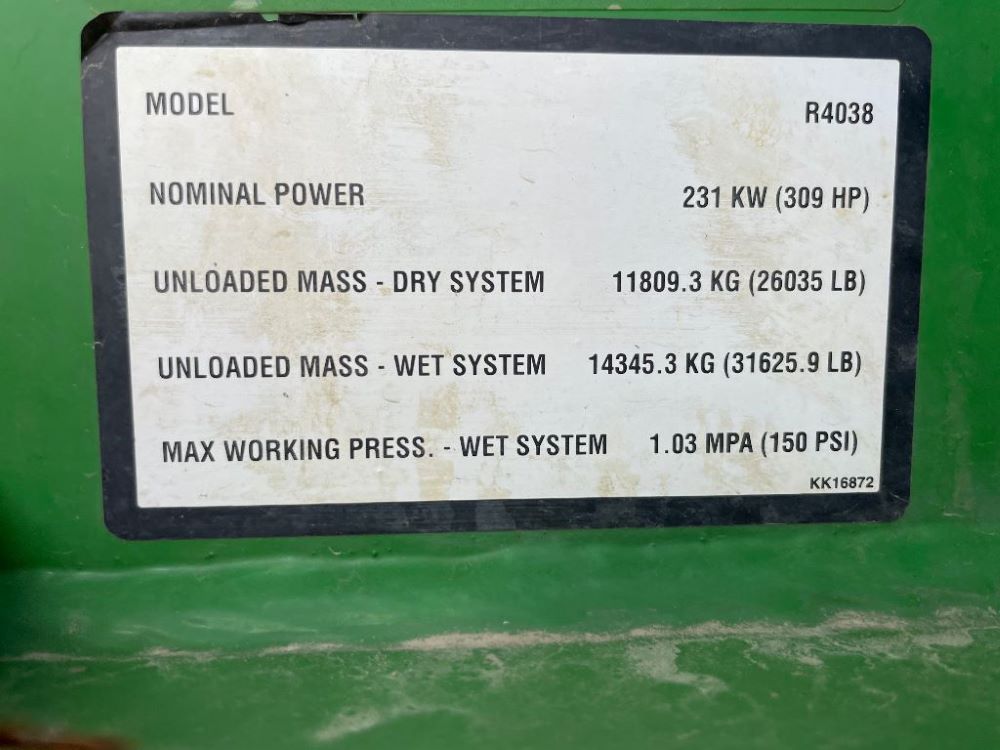 MODEL R4038
NOMINAL POWER 231 KW (309 HP)
UNLOADED MASS - DRY SYSTEM 11809.3 KG (26035 LB)
UNLOADED MASS - WET SYSTEM 14345.3 KG (31625.9 LB)
MAX WORKING PRESS. - WET SYSTEM 1.03 MPA (150 PSI)
KK16872